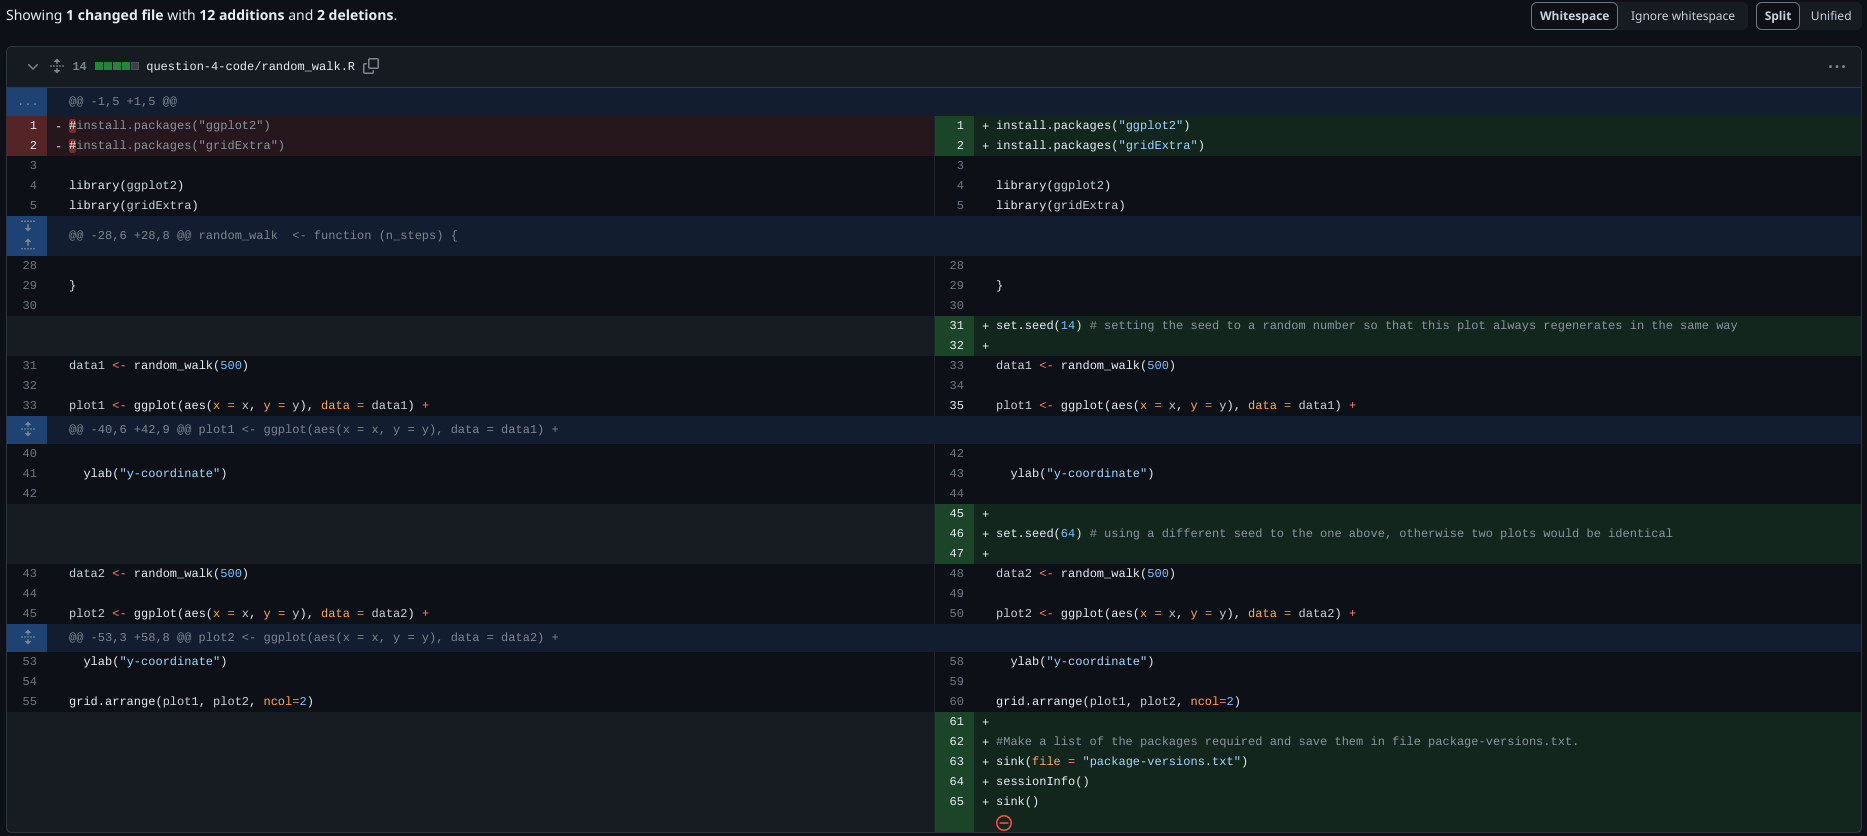 Showing 1 changed file with 12 additions and 2 deletions.
Whitespace Ignore whitespace Split Unified
14 question-4-code/random_walk.R
... @@ -1,5 +1,5 @@
1 - #install.packages("ggplot2") 1 + install.packages("ggplot2")
2 - #install.packages("gridExtra") 2 + install.packages("gridExtra")
3 3
4 library(ggplot2) 4 library(ggplot2)
5 library(gridExtra) 5 library(gridExtra)
@@ -28,6 +28,8 @@ random_walk  <- function (n_steps) {
28 28
29 } 29 }
30 30
31 + set.seed(14) # setting the seed to a random number so that this plot always regenerates in the same way
32 +
31 data1 <- random_walk(500) 33 data1 <- random_walk(500)
32 34
33 plot1 <- ggplot(aes(x = x, y = y), data = data1) + 35 plot1 <- ggplot(aes(x = x, y = y), data = data1) +
@@ -40,6 +42,9 @@ plot1 <- ggplot(aes(x = x, y = y), data = data1) +
40 42
41 ylab("y-coordinate") 43 ylab("y-coordinate")
42 44
45 +
46 + set.seed(64) # using a different seed to the one above, otherwise two plots would be identical
47 +
43 data2 <- random_walk(500) 48 data2 <- random_walk(500)
44 49
45 plot2 <- ggplot(aes(x = x, y = y), data = data2) + 50 plot2 <- ggplot(aes(x = x, y = y), data = data2) +
@@ -53,3 +58,8 @@ plot2 <- ggplot(aes(x = x, y = y), data = data2) +
53 ylab("y-coordinate") 58 ylab("y-coordinate")
54 59
55 grid.arrange(plot1, plot2, ncol=2) 60 grid.arrange(plot1, plot2, ncol=2)
61 +
62 + #Make a list of the packages required and save them in file package-versions.txt.
63 + sink(file = "package-versions.txt")
64 + sessionInfo()
65 + sink()